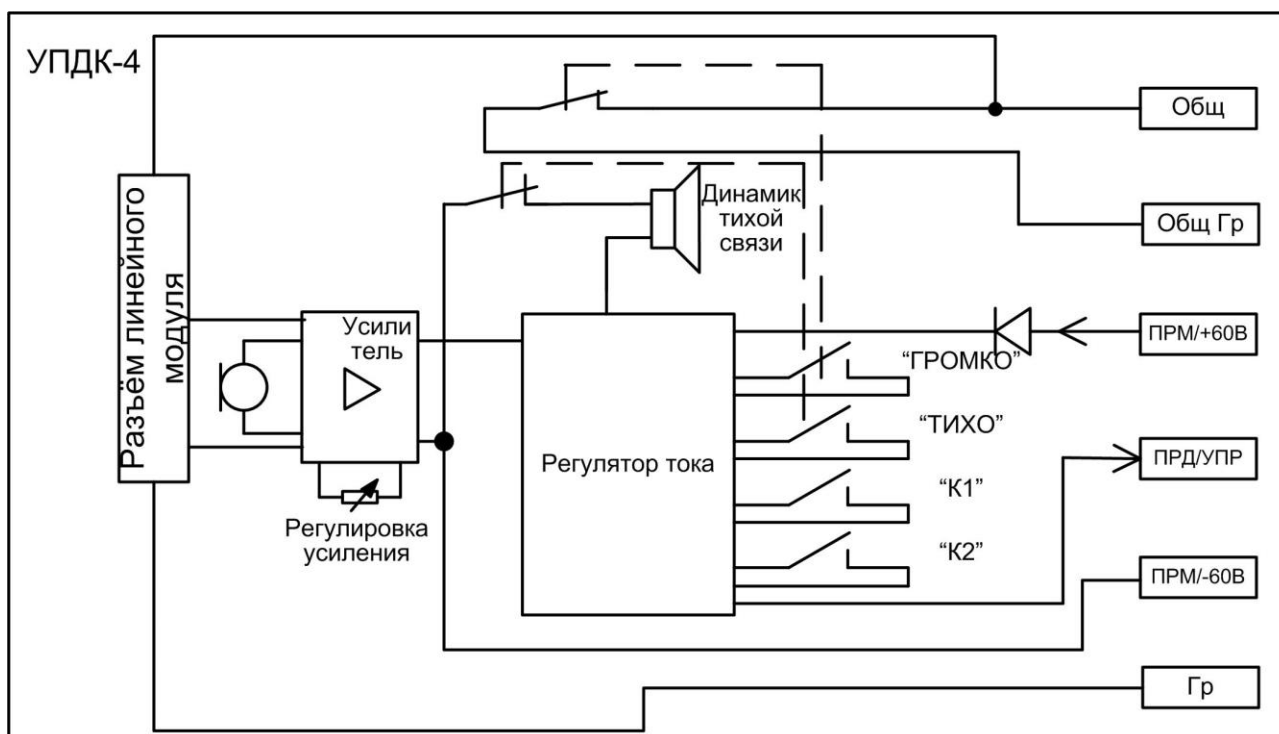 УПДК-4
Общ
Динамик
тихой
связи
Общ Гр
Разъём линейного
модуля
Усили
тель
ПРМ/+60В
“ГРОМКО”
“ТИХО”
Регулятор тока
ПРД/УПР
“К1”
Регулировка
усиления
“К2”
ПРМ/-60В
Гр